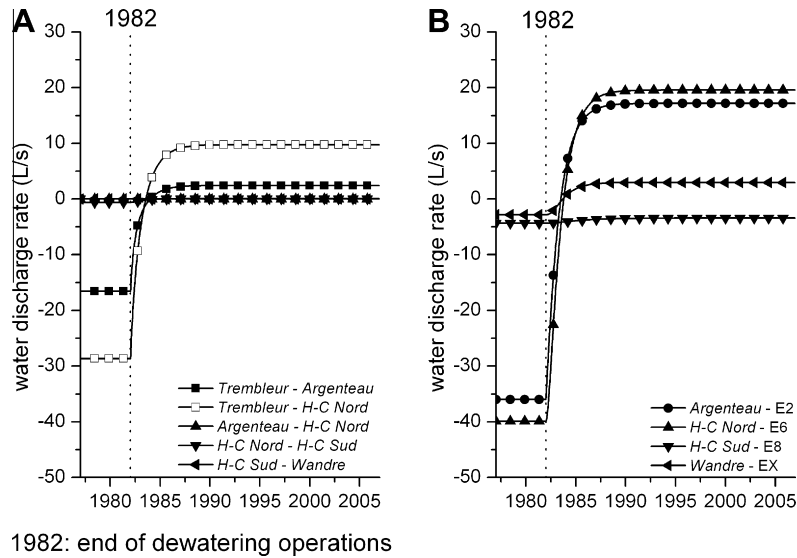 A
1982
B
1982
30
20
10
0
-10
-20
-30
-40
-50
water discharge rate (L/s)
1980 1985 1990 1995 2000 2005
Trembleur - Argenteau
Trembleur - H-C Nord
Argenteau - H-C Nord
H-C Nord - H-C Sud
H-C Sud - Wandre
30
20
10
0
-10
-20
-30
-40
-50
water discharge rate (L/s)
1980 1985 1990 1995 2000 2005
Argenteau - E2
H-C Nord - E6
H-C Sud - E8
Wandre - EX
1982: end of dewatering operations